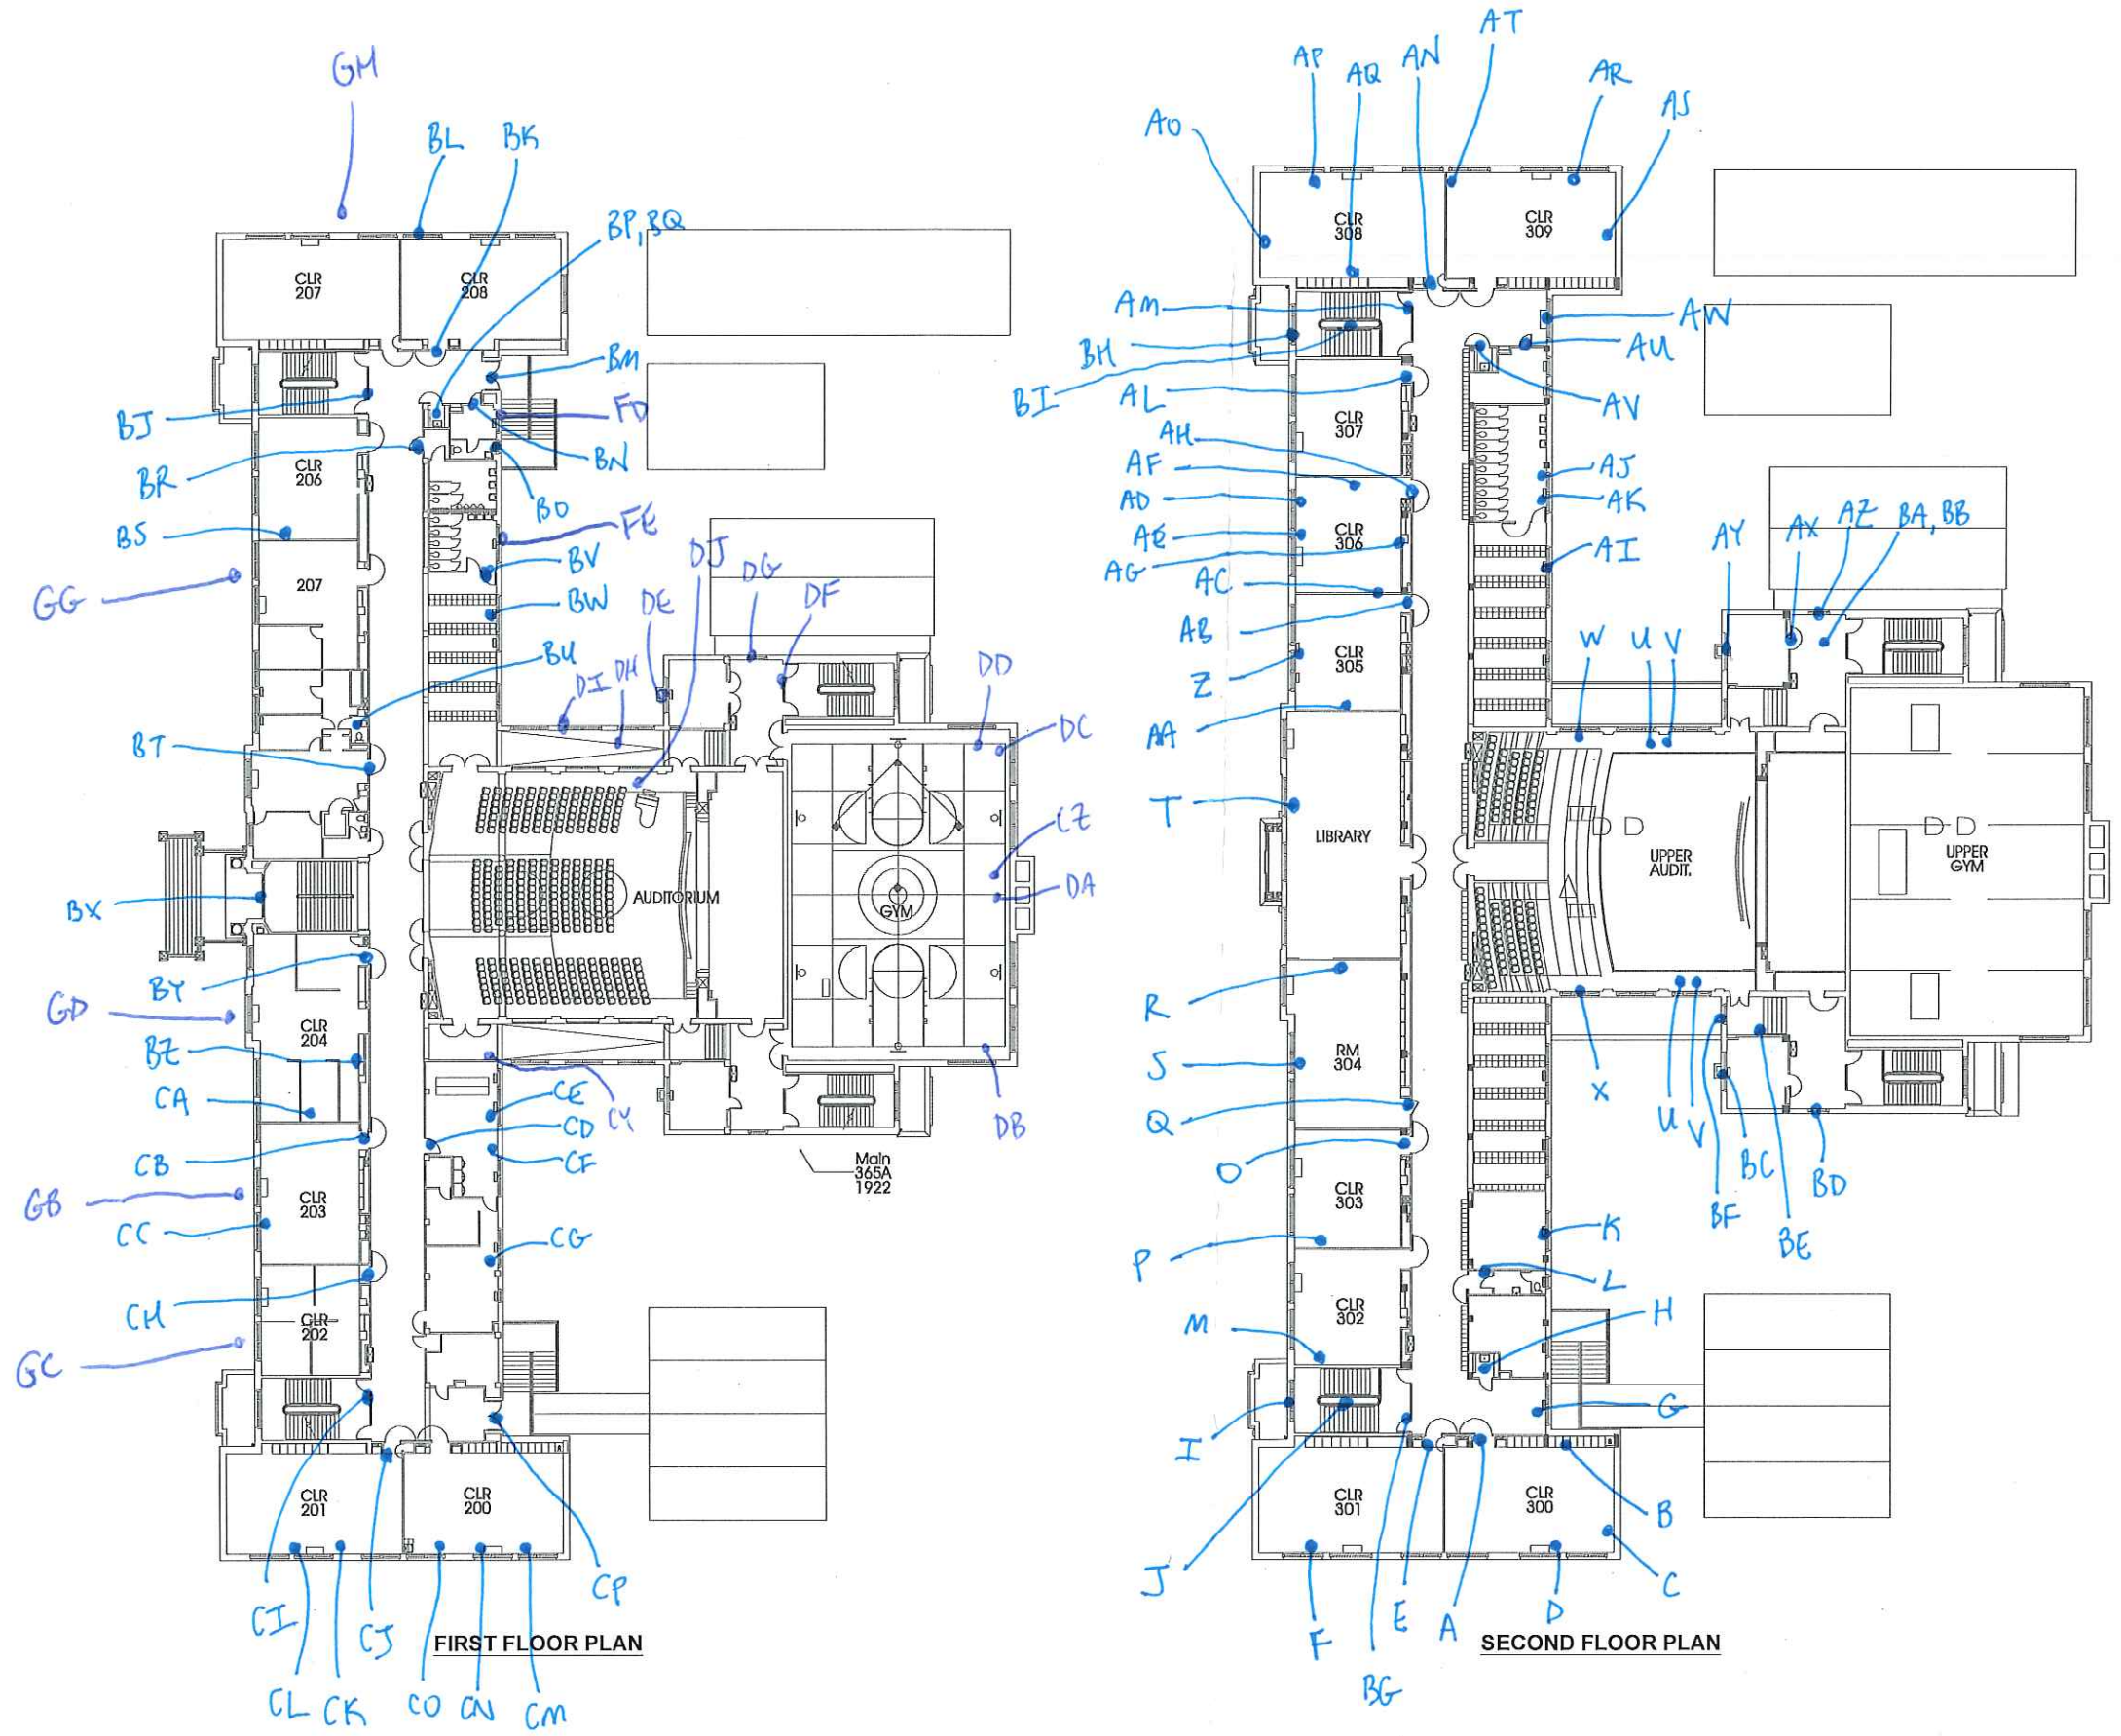 GM
BL
BK
BP, BQ
CLR
207
CLR
208
BM
BJ
FD
BN
BR
CLR
206
BO
BS
FE
BV
GG
207
BW
DJ
DG
DE
DF
BU
DI
DH
DD
DC
BT
CZ
DA
AUDITORIUM
GYM
BX
BY
GD
CLR
204
BZ
CA
CE
CD
CY
CF
DB
CB
Main
365A
1922
GB
CLR
203
CC
CG
CH
GC
CLR
202
CLR
201
CLR
200
CP
CI
CJ
FIRST FLOOR PLAN
CL
CK
CO
CN
CM
AT
AP
AQ
AN
AR
AS
AO
CLR
308
CLR
309
AM
AW
BH
AU
BI
AL
AV
AH
CLR
307
AF
AJ
AD
AK
AE
CLR
306
AG
AI
AY
AX
AZ
BA, BB
AC
AB
W
U
V
Z
CLR
305
AA
T
LIBRARY
D
D
D
D
UPPER
AUDIT.
UPPER
GYM
R
S
RM
304
X
U
V
Q
O
BC
BD
BF
BE
CLR
303
P
K
L
CLR
302
M
H
G
I
CLR
301
CLR
300
B
C
J
E
A
D
F
BG
SECOND FLOOR PLAN